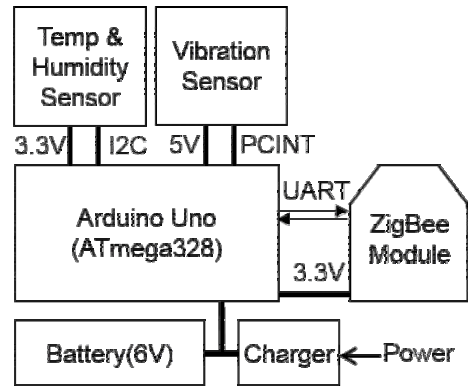 Temp &
Humidity
Sensor
Vibration
Sensor
3.3V
I2C
5V
PCINT
Arduino Uno
(ATmega328)
UART
ZigBee
Module
3.3V
Battery(6V)
Charger
Power